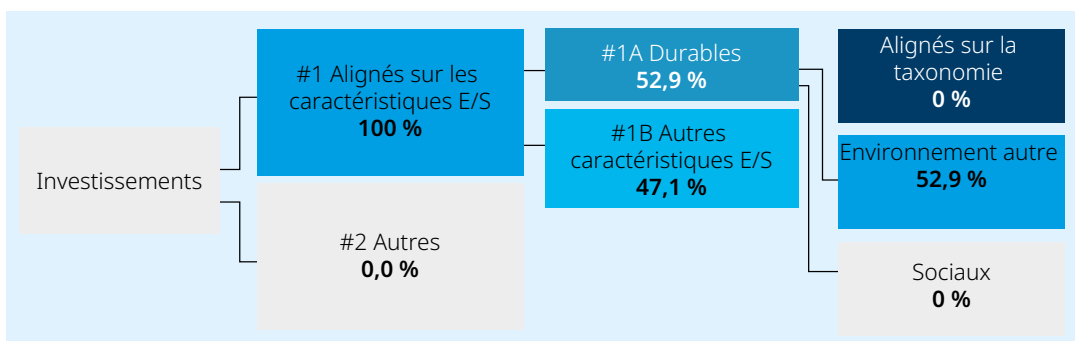 Investissements
#1 Alignés sur les
caractéristiques E/S
100 %
#2 Autres
0,0 %
#1A Durables
52,9 %
#1B Autres
caractéristiques E/S
47,1 %
Alignés sur la
taxonomie
0 %
Environnement autre
52,9 %
Sociaux
0 %